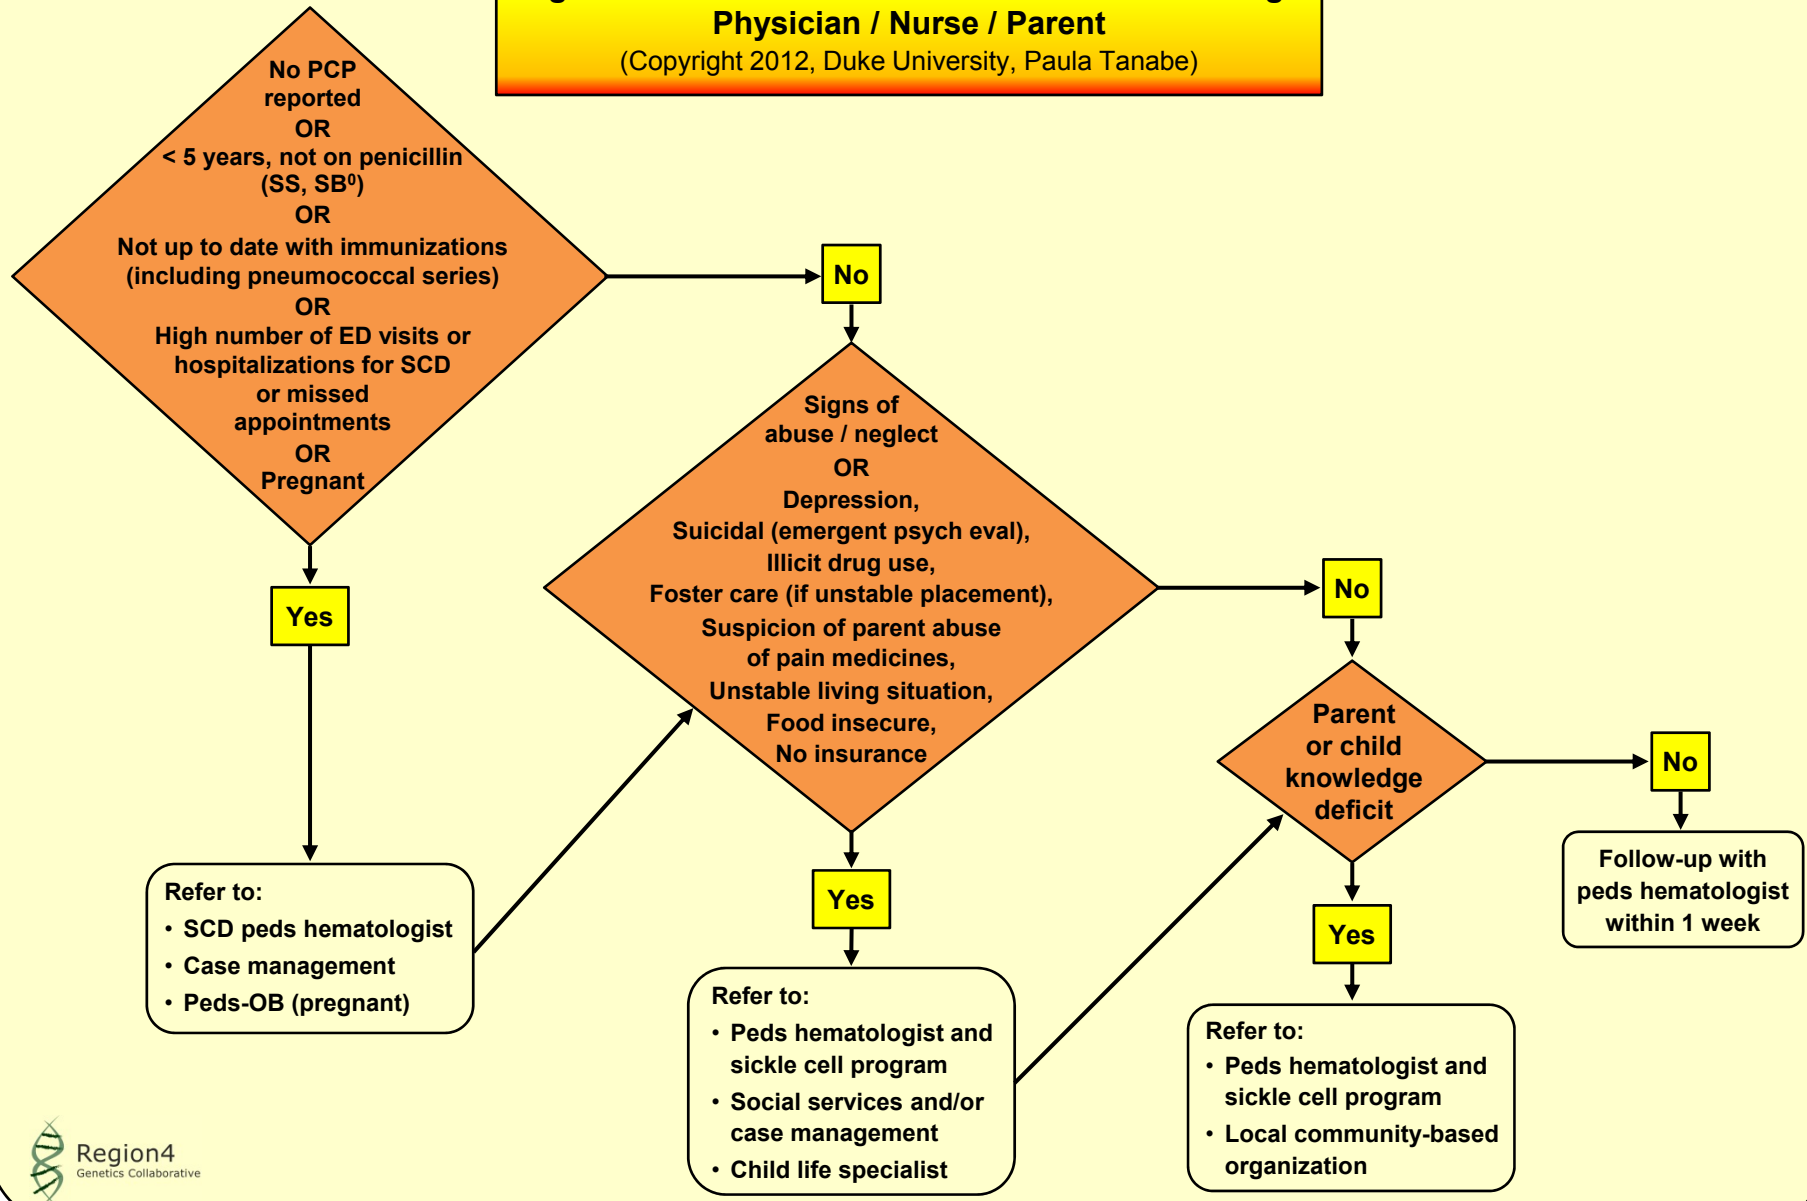 Physician / Nurse / Parent
(Copyright 2012, Duke University, Paula Tanabe)
No PCP
reported
OR
< 5 years, not on penicillin
(SS, SB⁰)
OR
Not up to date with immunizations
(including pneumococcal series)
OR
High number of ED visits or
hospitalizations for SCD
or missed
appointments
OR
Pregnant
No
Yes
Refer to:
• SCD peds hematologist
• Case management
• Peds-OB (pregnant)
Signs of
abuse / neglect
OR
Depression,
Suicidal (emergent psych eval),
Illicit drug use,
Foster care (if unstable placement),
Suspicion of parent abuse
of pain medicines,
Unstable living situation,
Food insecure,
No insurance
No
Yes
Refer to:
• Peds hematologist and
sickle cell program
• Social services and/or
case management
• Child life specialist
Parent
or child
knowledge
deficit
No
Yes
Refer to:
• Peds hematologist and
sickle cell program
• Local community-based
organization
Follow-up with
peds hematologist
within 1 week
Region4
Genetics Collaborative